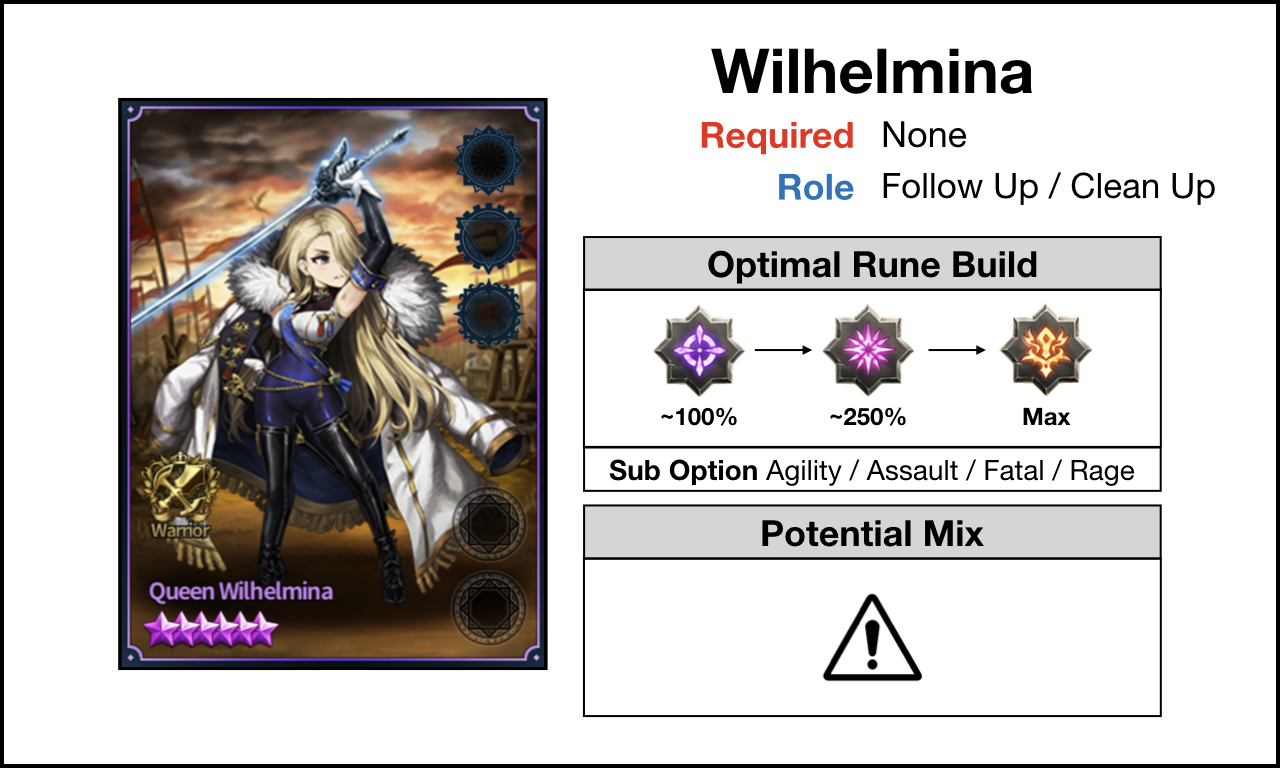 Wilhelmina
Required None
Role Follow Up / Clean Up
Optimal Rune Build
~100% ~250% Max
Sub Option Agility / Assault / Fatal / Rage
Potential Mix
Warrior
Queen Wilhelmina